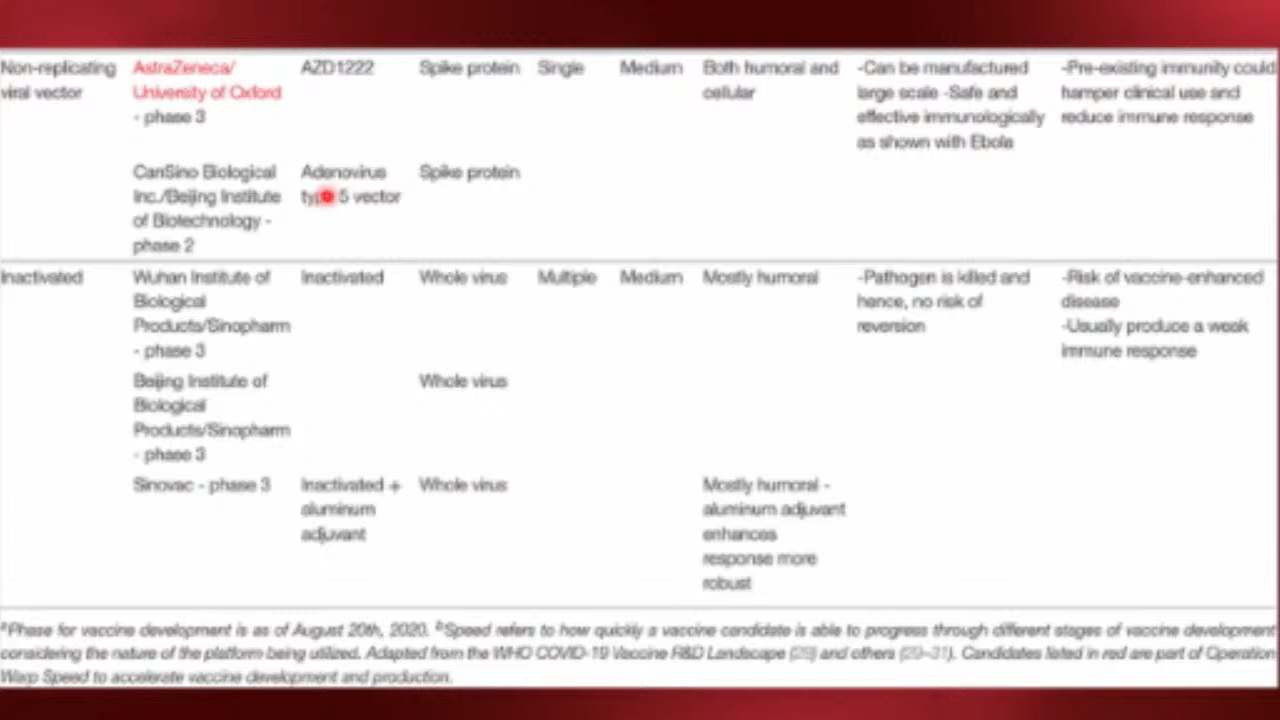 Non-replicating viral vector
AstraZeneca/ University of Oxford - phase 3
AZD1222
Spike protein
Single
Medium
Both humoral and cellular
-Can be manufactured large scale -Safe and effective immunologically as shown with Ebola
-Pre-existing immunity could hamper clinical use and reduce immune response
CanSino Biological Inc./Beijing Institute of Biotechnology - phase 2
Adenovirus type 5 vector
Spike protein
Inactivated
Wuhan Institute of Biological Products/Sinopharm - phase 3
Inactivated
Whole virus
Multiple
Medium
Mostly humoral
-Pathogen is killed and hence, no risk of reversion
-Risk of vaccine-enhanced disease
-Usually produce a weak immune response
Beijing Institute of Biological Products/Sinopharm - phase 3
Whole virus
Sinovac - phase 3
Inactivated + aluminum adjuvant
Whole virus
Mostly humoral - aluminum adjuvant enhances response more robust
ᵃPhase for vaccine development is as of August 20th, 2020. ᵇSpeed refers to how quickly a vaccine candidate is able to progress through different stages of vaccine development
considering the nature of the platform being utilized. Adapted from the WHO COVID-19 Vaccine R&D Landscape (25) and others (29–31). Candidates listed in red are part of Operation
Warp Speed to accelerate vaccine development and production.